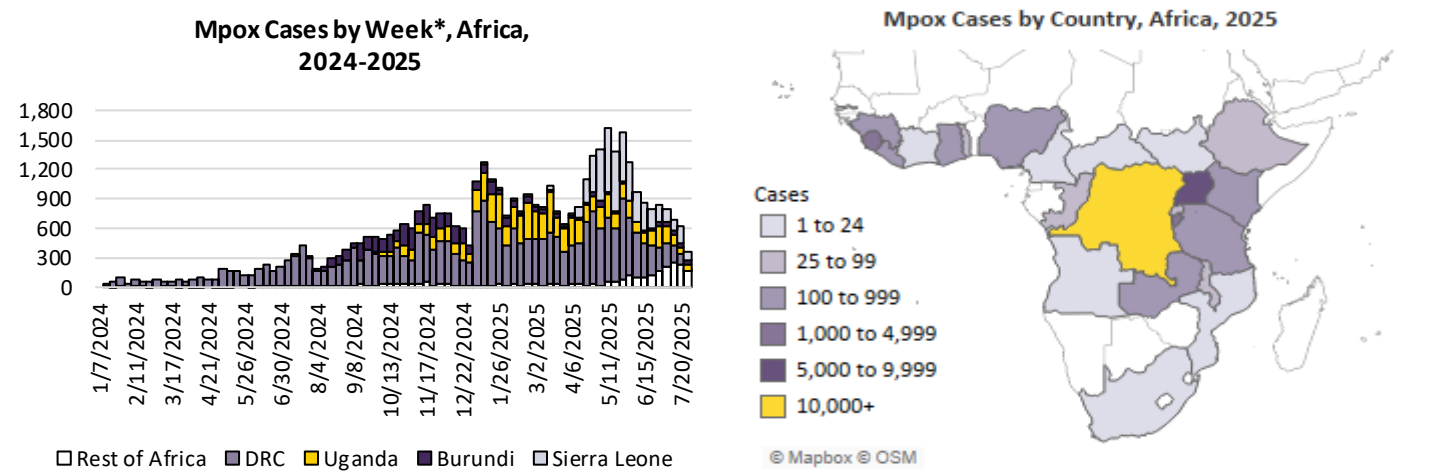 Mpox Cases by Week*, Africa,
2024-2025
1,800
1,500
1,200
900
600
300
0
1/7/2024
2/11/2024
3/17/2024
4/21/2024
5/26/2024
6/30/2024
8/4/2024
9/8/2024
10/13/2024
11/17/2024
12/22/2024
1/26/2025
3/2/2025
4/6/2025
5/11/2025
6/15/2025
7/20/2025
Rest of Africa DRC Uganda Burundi Sierra Leone
Mpox Cases by Country, Africa, 2025
Cases
1 to 24
25 to 99
100 to 999
1,000 to 4,999
5,000 to 9,999
10,000+
© Mapbox © OSM